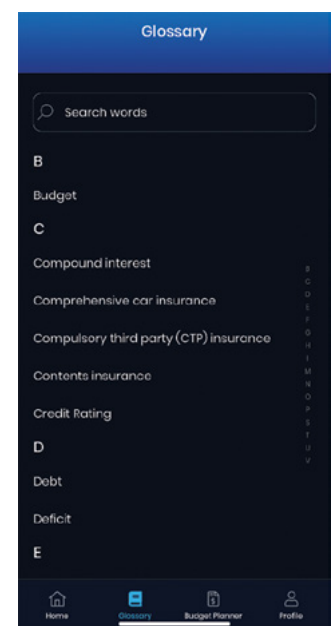 Glossary
Search words
B
Budget
C
Compound interest
Comprehensive car insurance
Compulsory third party (CTP) insurance
Contents insurance
Credit Rating
D
Debt
Deficit
E
B
C
D
E
F
G
H
I
M
N
O
P
S
T
U
V
Home
Glossary
Budget Planner
Profile